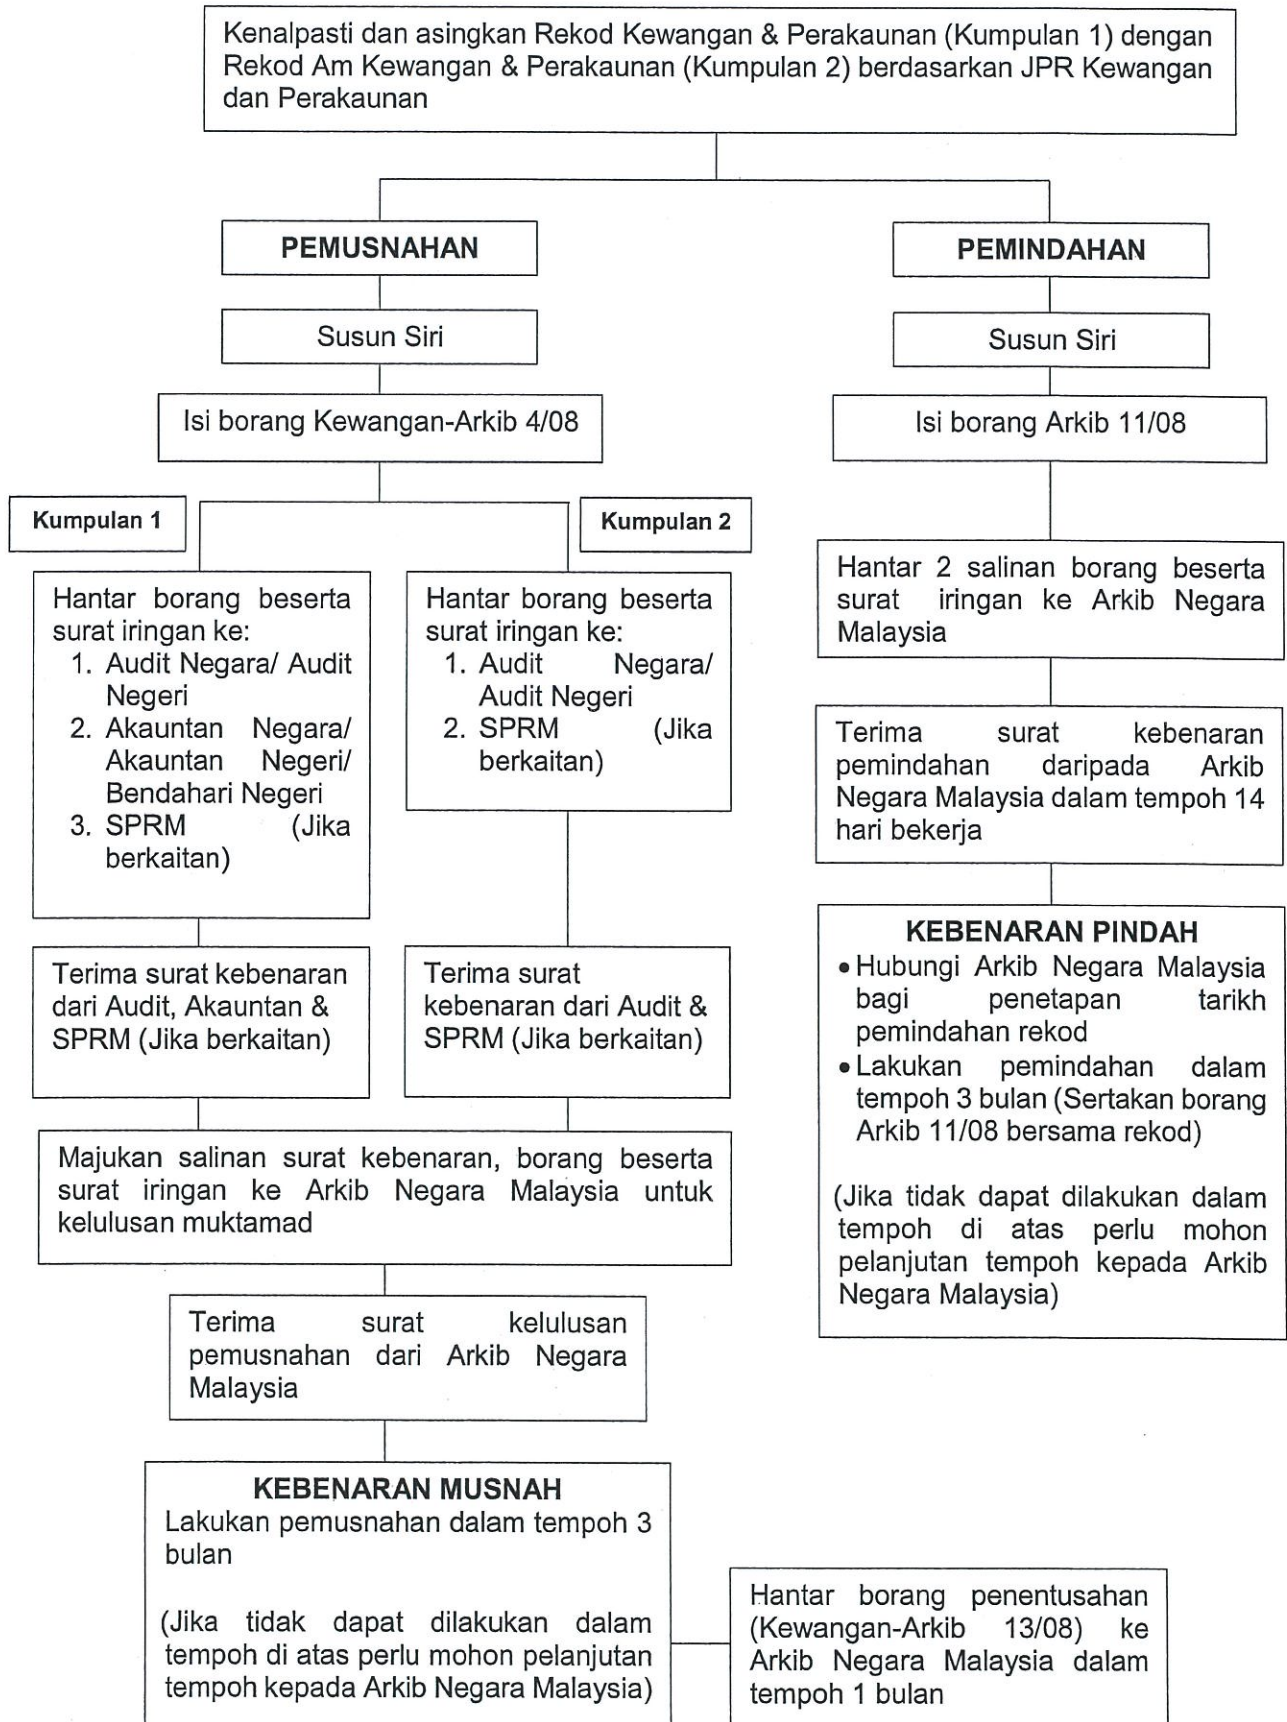 Kenalpasti dan asingkan Rekod Kewangan & Perakaunan (Kumpulan 1) dengan
Rekod Am Kewangan & Perakaunan (Kumpulan 2) berdasarkan JPR Kewangan
dan Perakaunan
PEMUSNAHAN
Susun Siri
Isi borang Kewangan-Arkib 4/08
Kumpulan 1
Hantar borang beserta
surat iringan ke:
1. Audit Negara/ Audit
Negeri
2. Akauntan Negara/
Akauntan Negeri/
Bendahari Negeri
3. SPRM (Jika
berkaitan)
Terima surat kebenaran
dari Audit, Akauntan &
SPRM (Jika berkaitan)
Kumpulan 2
Hantar borang beserta
surat iringan ke:
1. Audit Negara/
Audit Negeri
2. SPRM (Jika
berkaitan)
Terima surat
kebenaran dari Audit &
SPRM (Jika berkaitan)
Majukan salinan surat kebenaran, borang beserta
surat iringan ke Arkib Negara Malaysia untuk
kelulusan muktamad
Terima surat kelulusan
pemusnahan dari Arkib Negara
Malaysia
KEBENARAN MUSNAH
Lakukan pemusnahan dalam tempoh 3
bulan
(Jika tidak dapat dilakukan dalam
tempoh di atas perlu mohon pelanjutan
tempoh kepada Arkib Negara Malaysia)
Hantar borang penentusahan
(Kewangan-Arkib 13/08) ke
Arkib Negara Malaysia dalam
tempoh 1 bulan
PEMINDAHAN
Susun Siri
Isi borang Arkib 11/08
Hantar 2 salinan borang beserta
surat iringan ke Arkib Negara
Malaysia
Terima surat kebenaran
pemindahan daripada Arkib
Negara Malaysia dalam tempoh 14
hari bekerja
KEBENARAN PINDAH
• Hubungi Arkib Negara Malaysia
bagi penetapan tarikh
pemindahan rekod
• Lakukan pemindahan dalam
tempoh 3 bulan (Sertakan borang
Arkib 11/08 bersama rekod)
(Jika tidak dapat dilakukan dalam
tempoh di atas perlu mohon
pelanjutan tempoh kepada Arkib
Negara Malaysia)